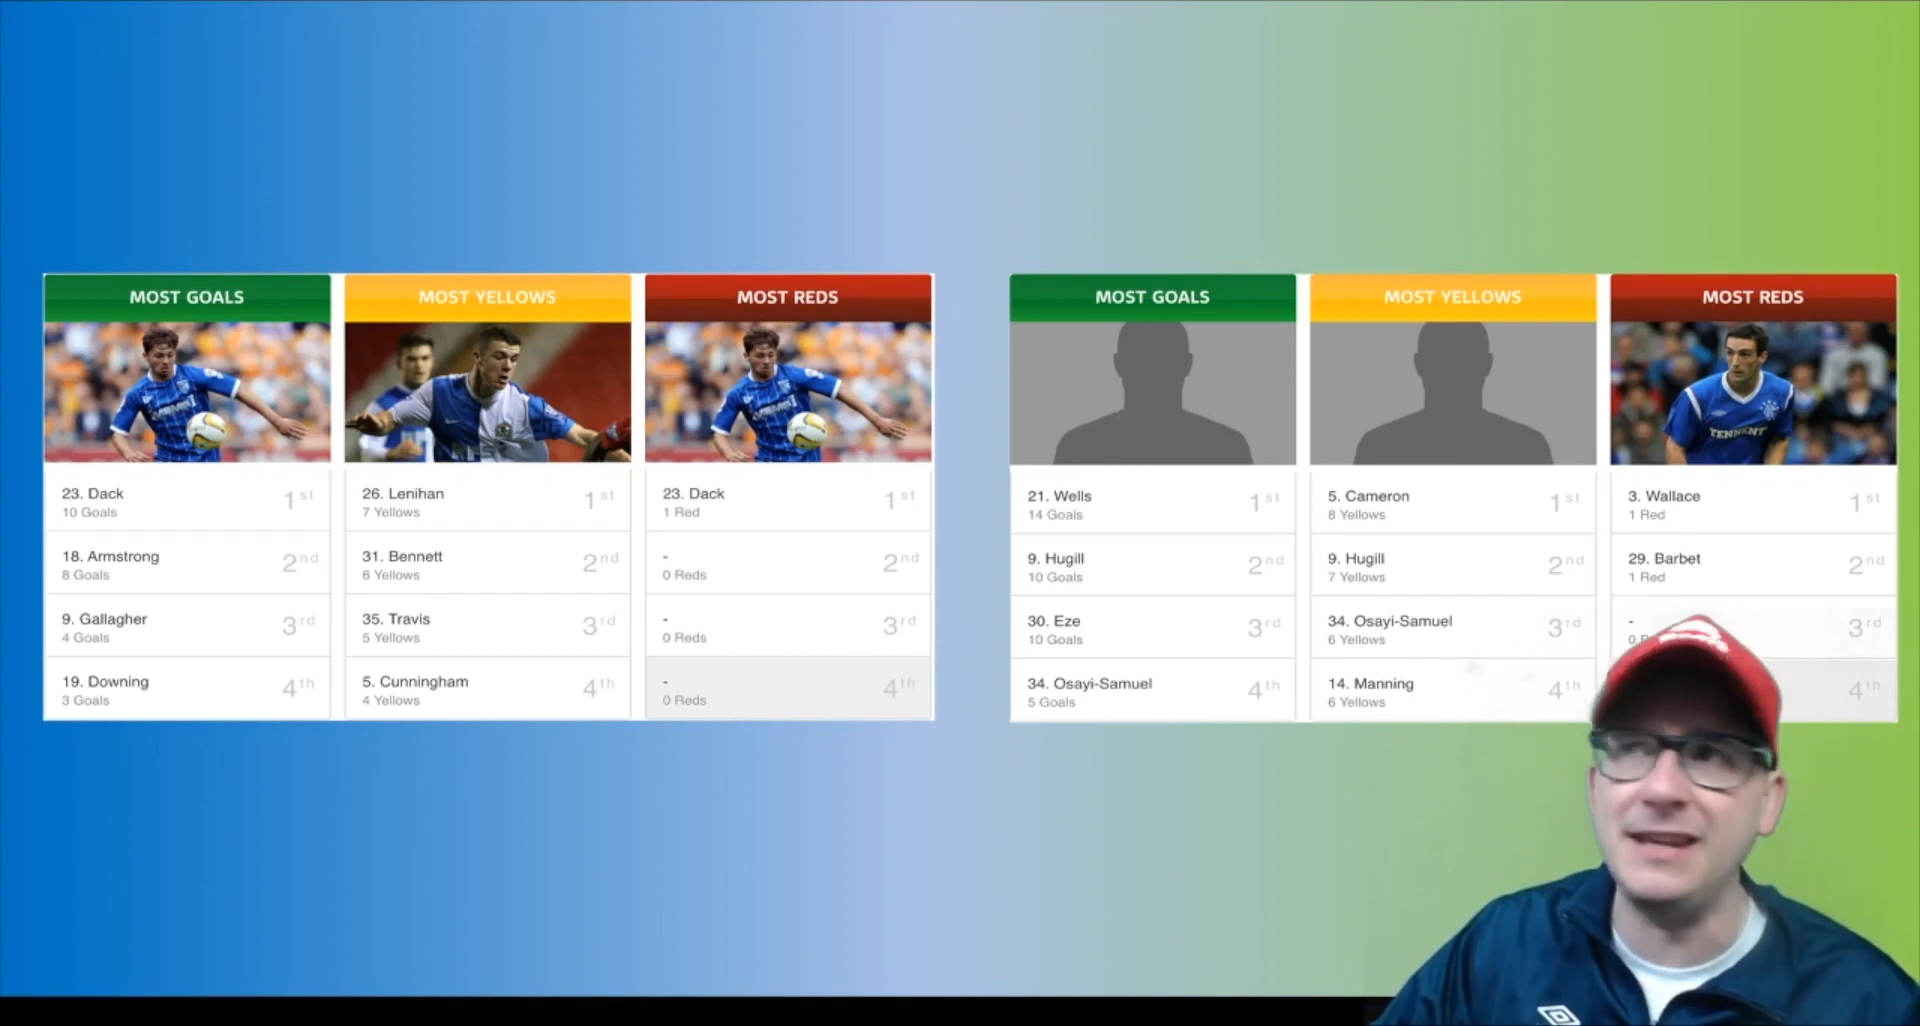 MOST GOALS
23. Dack
10 Goals
1st
18. Armstrong
8 Goals
2nd
9. Gallagher
4 Goals
3rd
19. Downing
3 Goals
4th
MOST YELLOWS
26. Lenihan
7 Yellows
1st
31. Bennett
6 Yellows
2nd
35. Travis
5 Yellows
3rd
5. Cunningham
4 Yellows
4th
MOST REDS
23. Dack
1 Red
1st
-
0 Reds
2nd
-
0 Reds
3rd
-
0 Reds
4th
MOST GOALS
21. Wells
14 Goals
1st
9. Hugill
10 Goals
2nd
30. Eze
10 Goals
3rd
34. Osayi-Samuel
5 Goals
4th
MOST YELLOWS
5. Cameron
8 Yellows
1st
9. Hugill
7 Yellows
2nd
34. Osayi-Samuel
6 Yellows
3rd
14. Manning
6 Yellows
4th
MOST REDS
TENNENT'
3. Wallace
1 Red
1st
29. Barbet
1 Red
2nd
-
0
3rd
4th